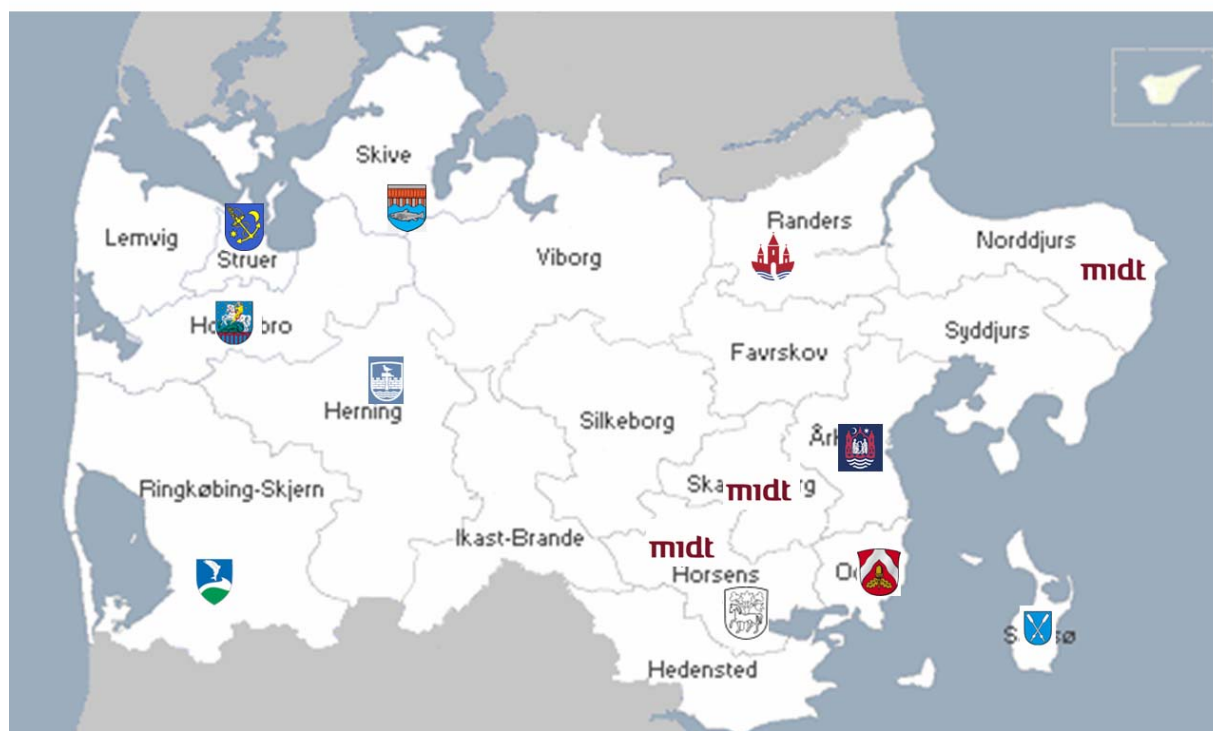 Skive
Lemvig
Struer
Viborg
Randers
Norddjurs
midt
Syddjurs
Favrskov
Herning
Silkeborg
Ringkøbing-Skjern
midt
Ikast-Brande
midt
Horsens
Hedensted